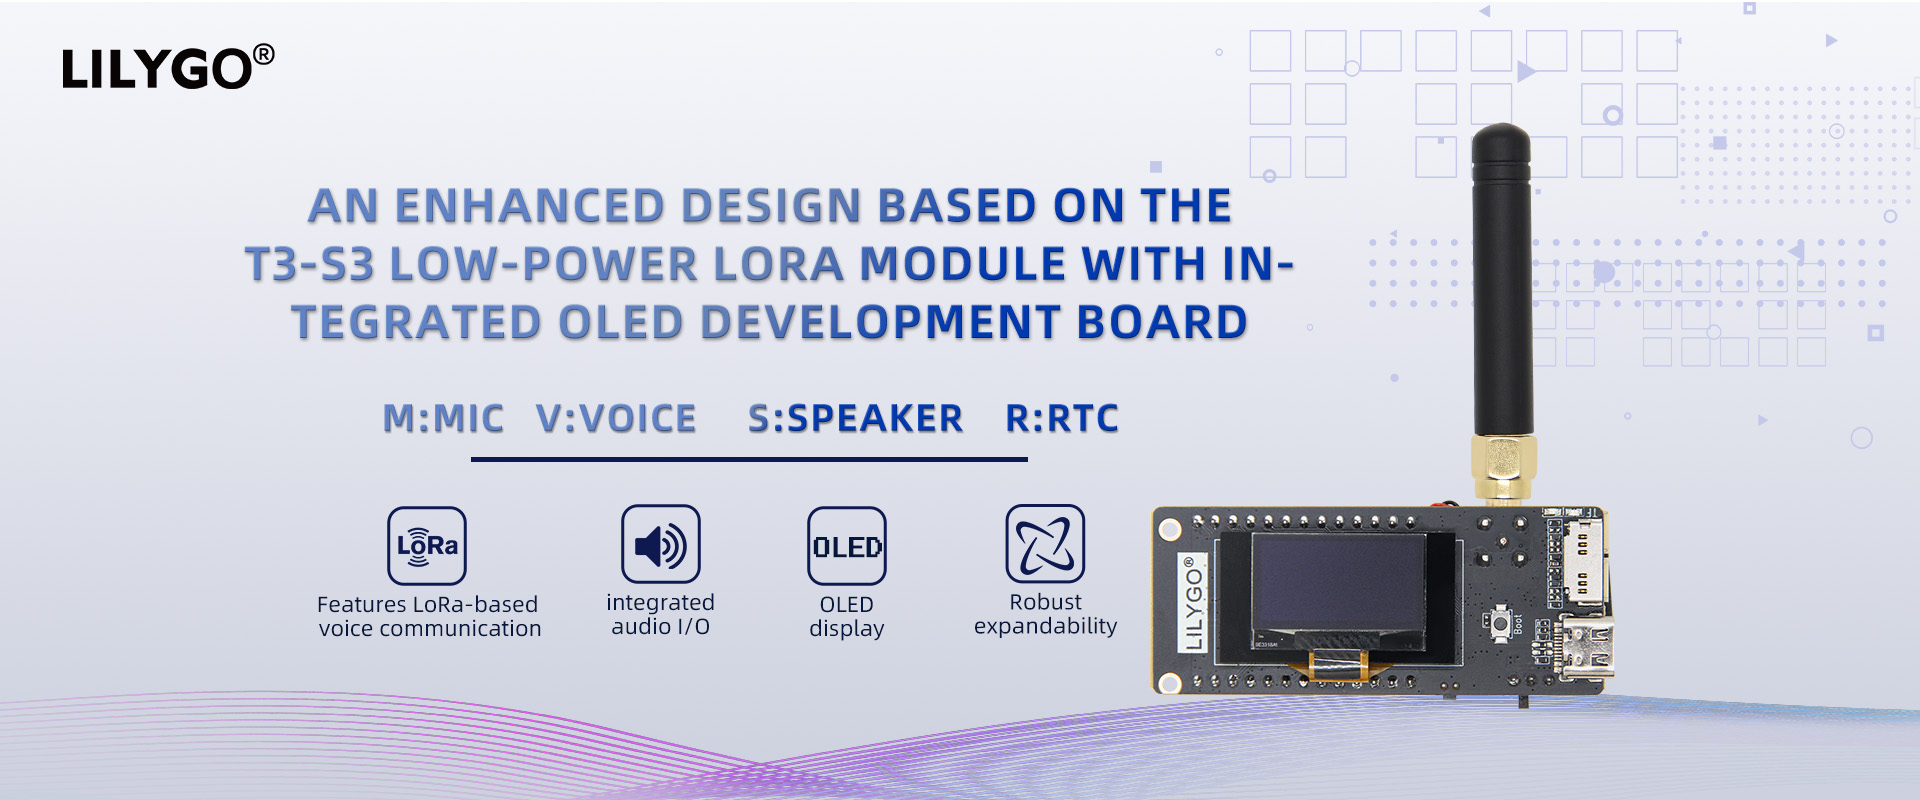 LILYGO®
AN ENHANCED DESIGN BASED ON THE
T3-S3 LOW-POWER LORA MODULE WITH IN-
TEGRATED OLED DEVELOPMENT BOARD
M:MIC V:VOICE S:SPEAKER R:RTC
LoRa
OLED
Features LoRa-based
voice communication
integrated
audio I/O
OLED
display
Robust
expandability
LILYGO®
Boot